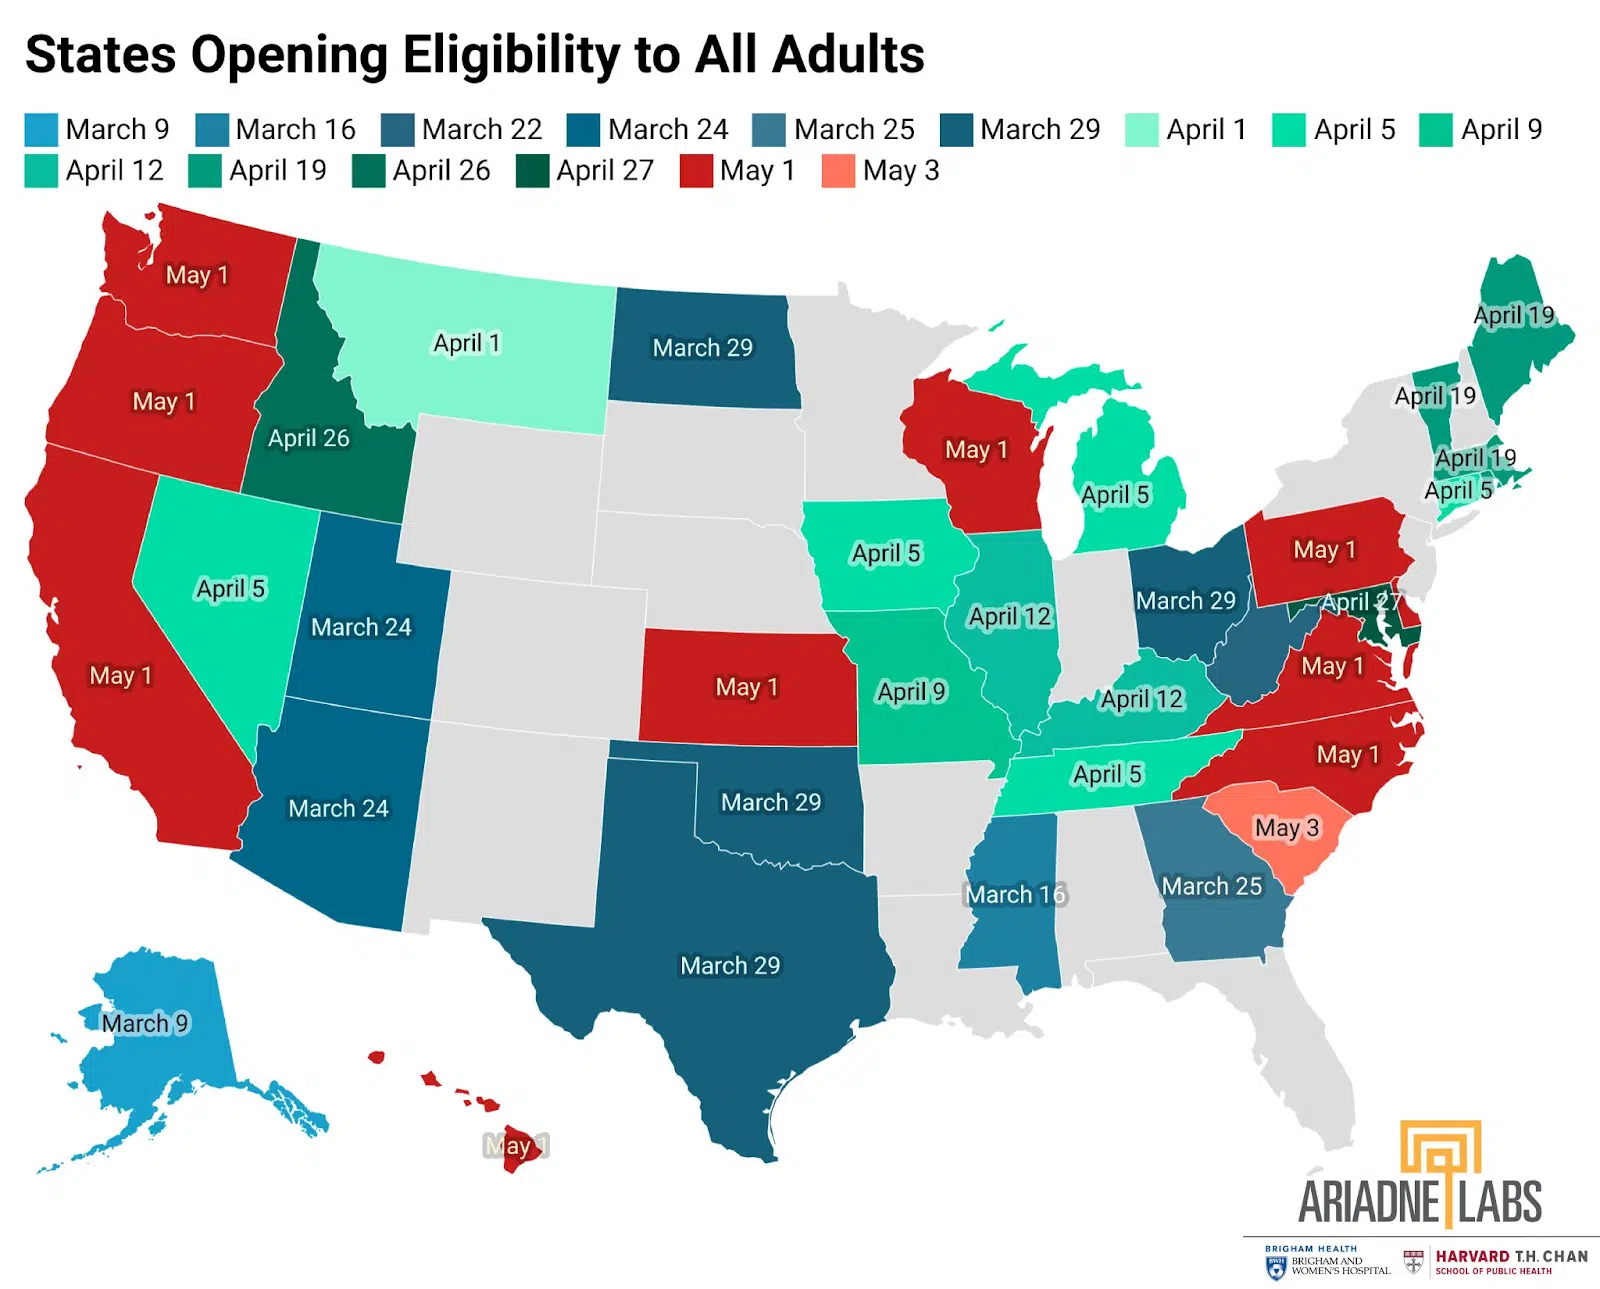 States Opening Eligibility to All Adults
March 9 March 16 March 22 March 24 March 25 March 29 April 1 April 5 April 9
April 12 April 19 April 26 April 27 May 1 May 3
May 1
April 19
April 1
March 29
May 1
April 19
April 26
May 1
April 19
April 5
April 5
May 1
April 5
April 5
March 24
April 12
March 29
April 27
May 1
May 1
May 1
April 9
April 12
May 1
March 24
March 29
April 5
May 3
March 16
March 25
March 29
March 9
May 1
ARIADNE LABS
BRIGHAM HEALTH
BWH
BRIGHAM AND
WOMEN'S HOSPITAL
HARVARD T.H. CHAN
SCHOOL OF PUBLIC HEALTH